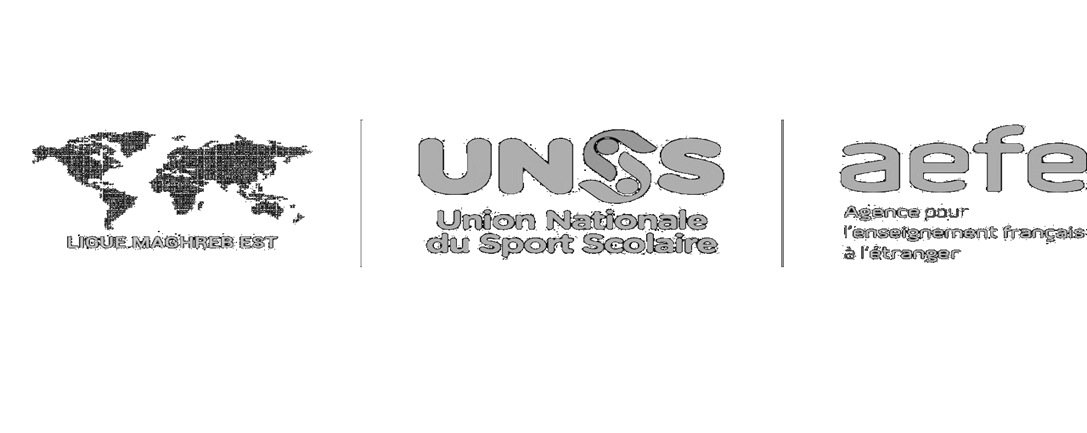 LIGUE MAGHREB EST
UNSS
Union Nationale
du Sport Scolaire
aefe
Agence pour
l'enseignement français
à l'étranger